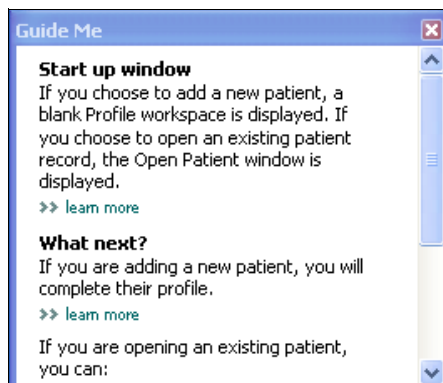 Guide Me
Start up window
If you choose to add a new patient, a
blank Profile workspace is displayed. If
you choose to open an existing patient
record, the Open Patient window is
displayed.
>> learn more
What next?
If you are adding a new patient, you will
complete their profile.
>> learn more
If you are opening an existing patient,
you can: